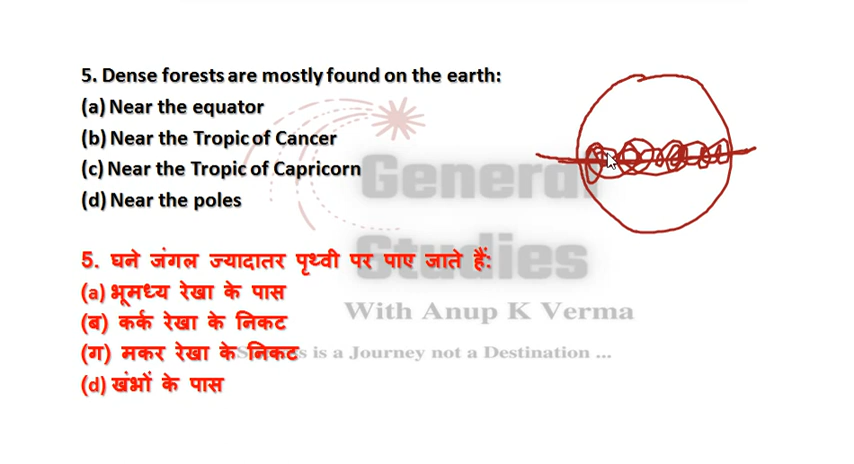 5. Dense forests are mostly found on the earth:
(a) Near the equator
(b) Near the Tropic of Cancer
(c) Near the Tropic of Capricorn
(d) Near the poles
General
Studies
With Anup K Verma
5. घने जंगल ज्यादातर पृथ्वी पर पाए जाते हैं:
(a) भूमध्य रेखा के पास
(ब) कर्क रेखा के निकट
(ग) मकर रेखा के निकट
is a Journey not a Destination ...
(d) खंभों के पास